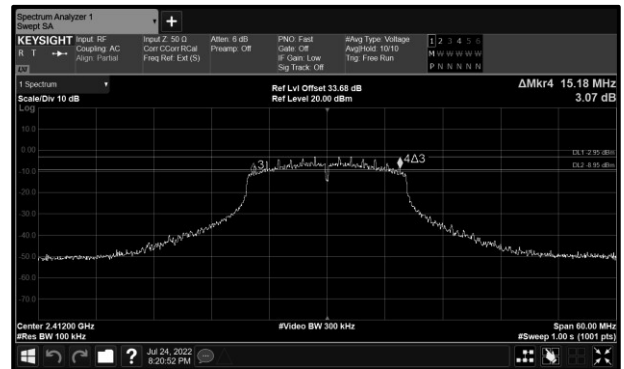 Spectrum Analyzer 1
Swept SA
+
KEYSIGHT
R T
Input: RF
Coupling: AC
Align: Partial
Input Z: 50 Ω
Corr CCorr RCal
Freq Ref: Ext (S)
Atten: 6 dB
Preamp: Off
PNO: Fast
Gate: Off
IF Gain: Low
Sig Track: Off
#Avg Type: Voltage
Avg|Hold: 10/10
Trig: Free Run
1 2 3 4 5 6
M W W W W W
P N N N N N
1 Spectrum
Scale/Div 10 dB
Ref Lvl Offset 33.68 dB
Ref Level 20.00 dBm
ΔMkr4 15.18 MHz
3.07 dB
Log
10.0
0.00
-10.0
-20.0
-30.0
-40.0
-50.0
-60.0
-70.0
3
4Δ3
DL1 -2.95 dBm
DL2 -8.95 dBm
Center 2.41200 GHz
#Res BW 100 kHz
#Video BW 300 kHz
Span 60.00 MHz
#Sweep 1.00 s (1001 pts)
?
Jul 24, 2022
8:20:52 PM